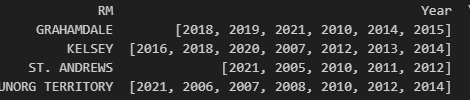 RM Year
GRAHAMDALE [2018, 2019, 2021, 2010, 2014, 2015]
KELSEY [2016, 2018, 2020, 2007, 2012, 2013, 2014]
ST. ANDREWS [2021, 2005, 2010, 2011, 2012]
UNORG TERRITORY [2021, 2006, 2007, 2008, 2010, 2012, 2014]